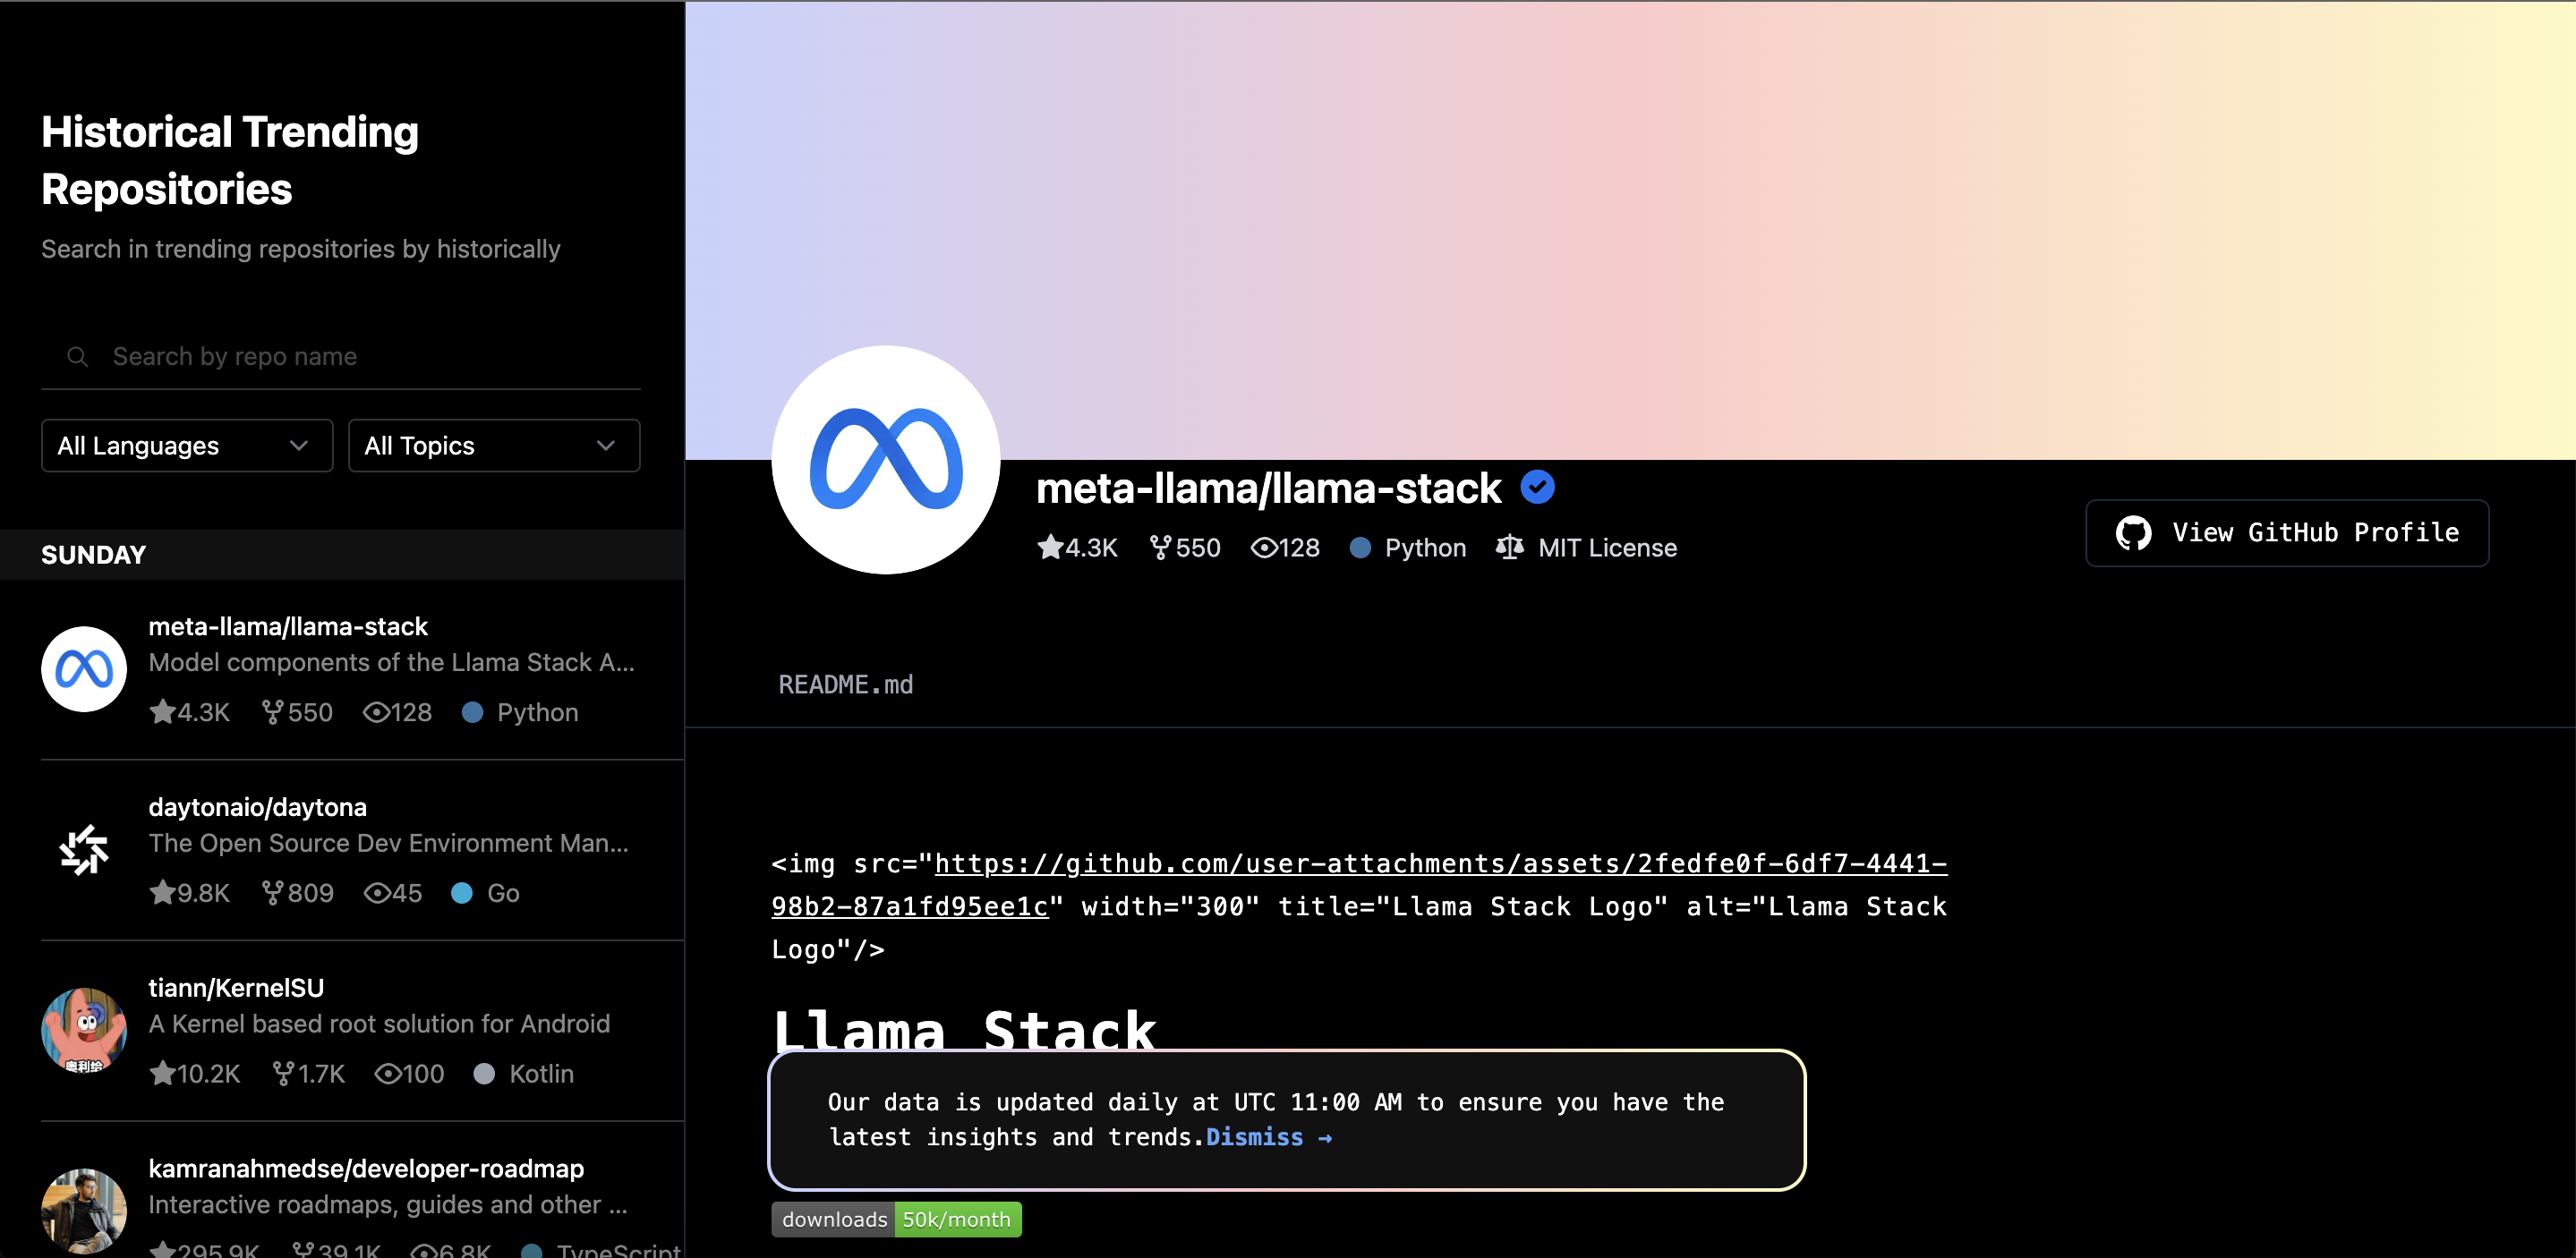 Historical Trending
Repositories
Search in trending repositories by historically
Search by repo name
All Languages
All Topics
SUNDAY
meta-llama/llama-stack
Model components of the Llama Stack A...
4.3K 550 128 Python
daytonaio/daytona
The Open Source Dev Environment Man...
9.8K 809 45 Go
tiann/KernelSU
A Kernel based root solution for Android
10.2K 1.7K 100 Kotlin
奥利给
kamranahmedse/developer-roadmap
Interactive roadmaps, guides and other ...
295.9K 39.1K 6.8K TypeScript
meta-llama/llama-stack
4.3K 550 128 Python MIT License
View GitHub Profile
README.md
<img src="https://github.com/user-attachments/assets/2fedfe0f-6df7-4441-
98b2-87a1fd95ee1c" width="300" title="Llama Stack Logo" alt="Llama Stack
Logo"/>
Llama Stack
Our data is updated daily at UTC 11:00 AM to ensure you have the
latest insights and trends.Dismiss →
downloads 50k/month